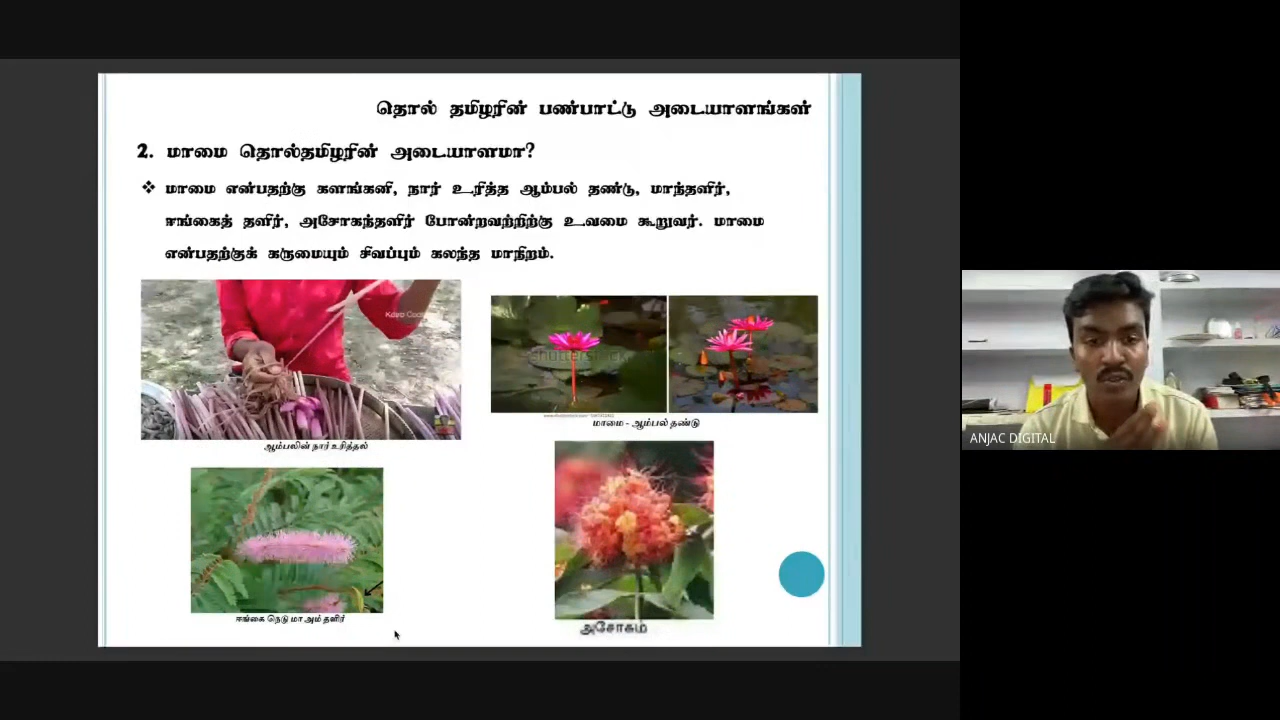 தொல் தமிழரின் பண்பாட்டு அடையாளங்கள்
2. மாமை தொல்தமிழரின் அடையாளமா?
❖ மாமை என்பதற்கு களங்கனி, நார் உரித்த ஆம்பல் தண்டு, மாந்தளிர்,
ஈங்கைத் தளிர், அசோகந்தளிர் போன்றவற்றிற்கு உவமை கூறுவர். மாமை
என்பதற்குக் கருமையும் சிவப்பும் கலந்த மாநிறம்.
shutterstock
ஆம்பலின் நார் உரித்தல்
மாமை - ஆம்பல் தண்டு
ஈங்கை நெடு மா அம் தளிர்
அசோகம்
ANJAC DIGITAL